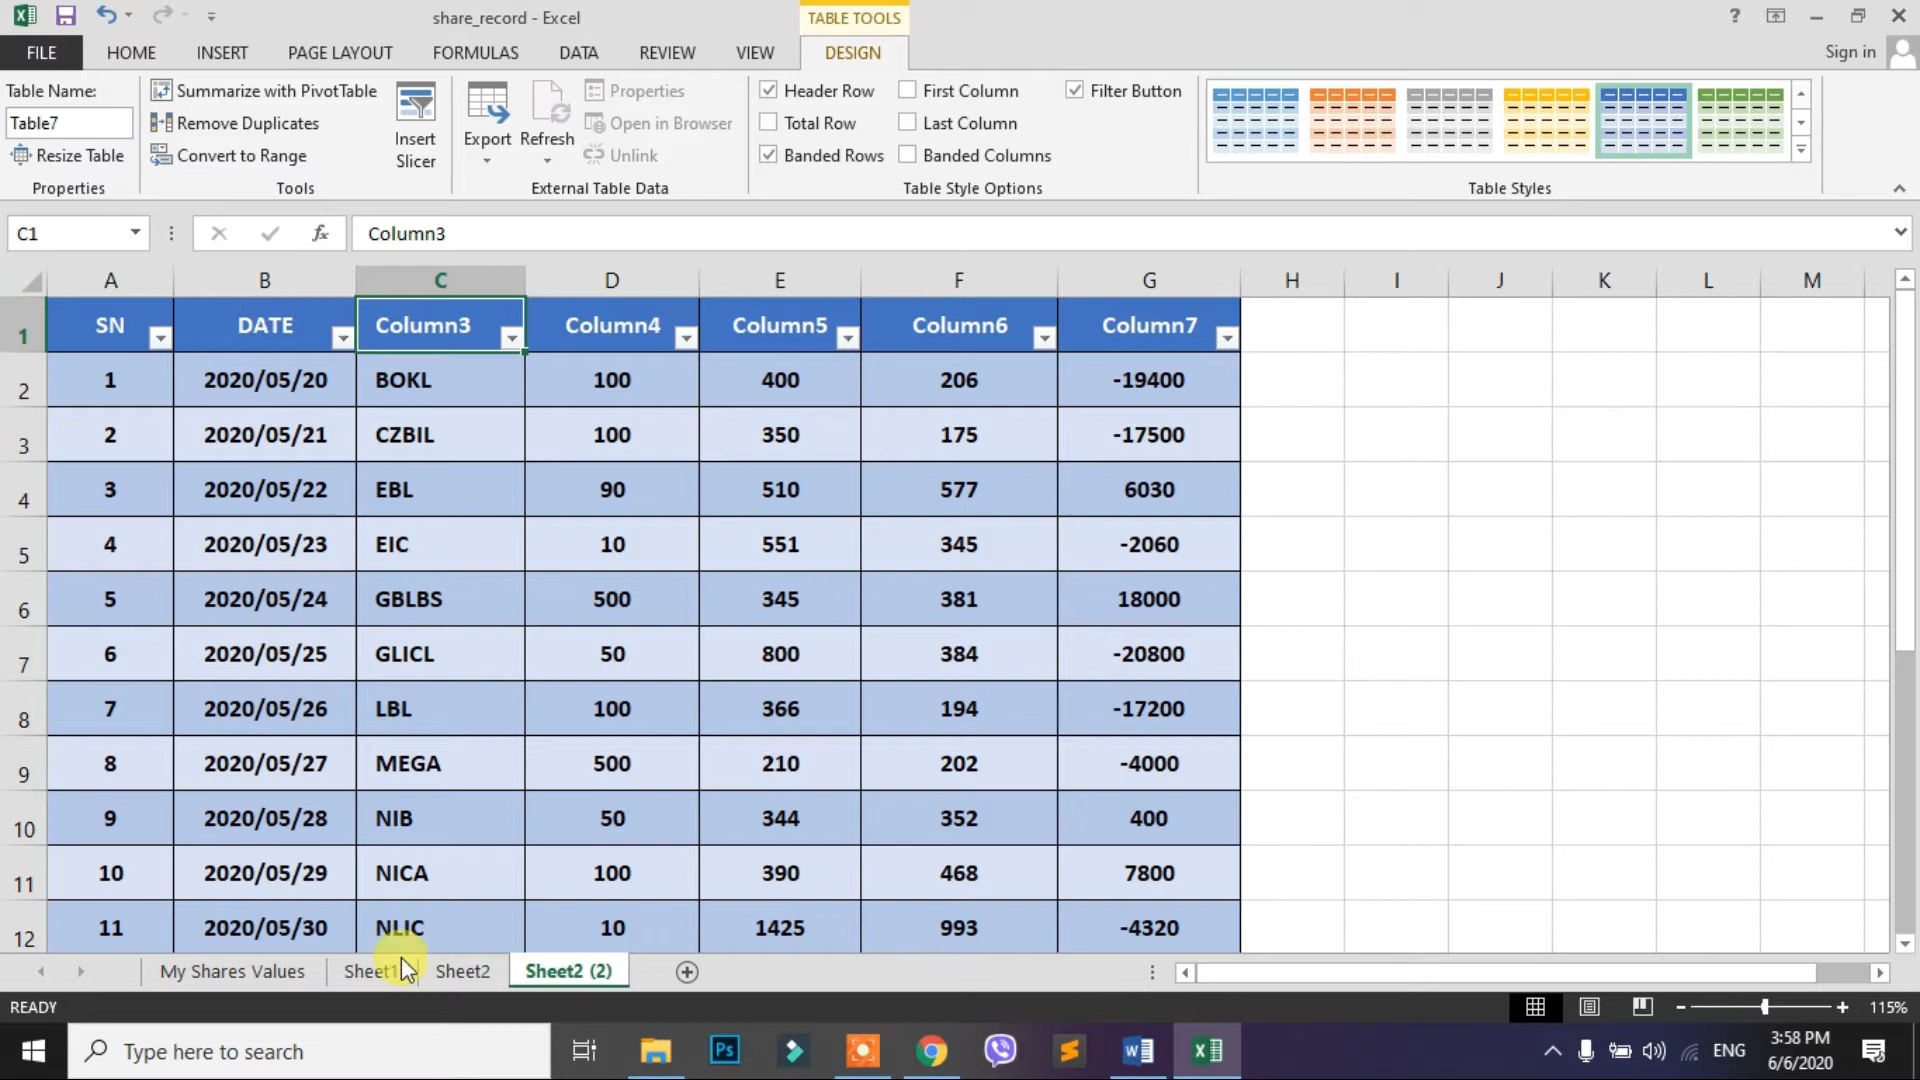 share_record - Excel
TABLE TOOLS
?
FILE HOME INSERT PAGE LAYOUT FORMULAS DATA REVIEW VIEW DESIGN Sign in
Table Name:
Table7
Resize Table
Properties
Summarize with PivotTable
Remove Duplicates
Convert to Range
Insert
Slicer
Tools
Export
Refresh
Properties
Open in Browser
Unlink
External Table Data
Header Row
Total Row
Banded Rows
First Column
Last Column
Banded Columns
Filter Button
Table Style Options
Table Styles
C1 fx Column3
A B C D E F G H I J K L M
1 SN DATE Column3 Column4 Column5 Column6 Column7
2 1 2020/05/20 BOKL 100 400 206 -19400
3 2 2020/05/21 CZBIL 100 350 175 -17500
4 3 2020/05/22 EBL 90 510 577 6030
5 4 2020/05/23 EIC 10 551 345 -2060
6 5 2020/05/24 GBLBS 500 345 381 18000
7 6 2020/05/25 GLICL 50 800 384 -20800
8 7 2020/05/26 LBL 100 366 194 -17200
9 8 2020/05/27 MEGA 500 210 202 -4000
10 9 2020/05/28 NIB 50 344 352 400
11 10 2020/05/29 NICA 100 390 468 7800
12 11 2020/05/30 NLIC 10 1425 993 -4320
My Shares Values Sheet1 Sheet2 Sheet2 (2)
READY 115%
Type here to search
Ps
ENG
3:58 PM
6/6/2020